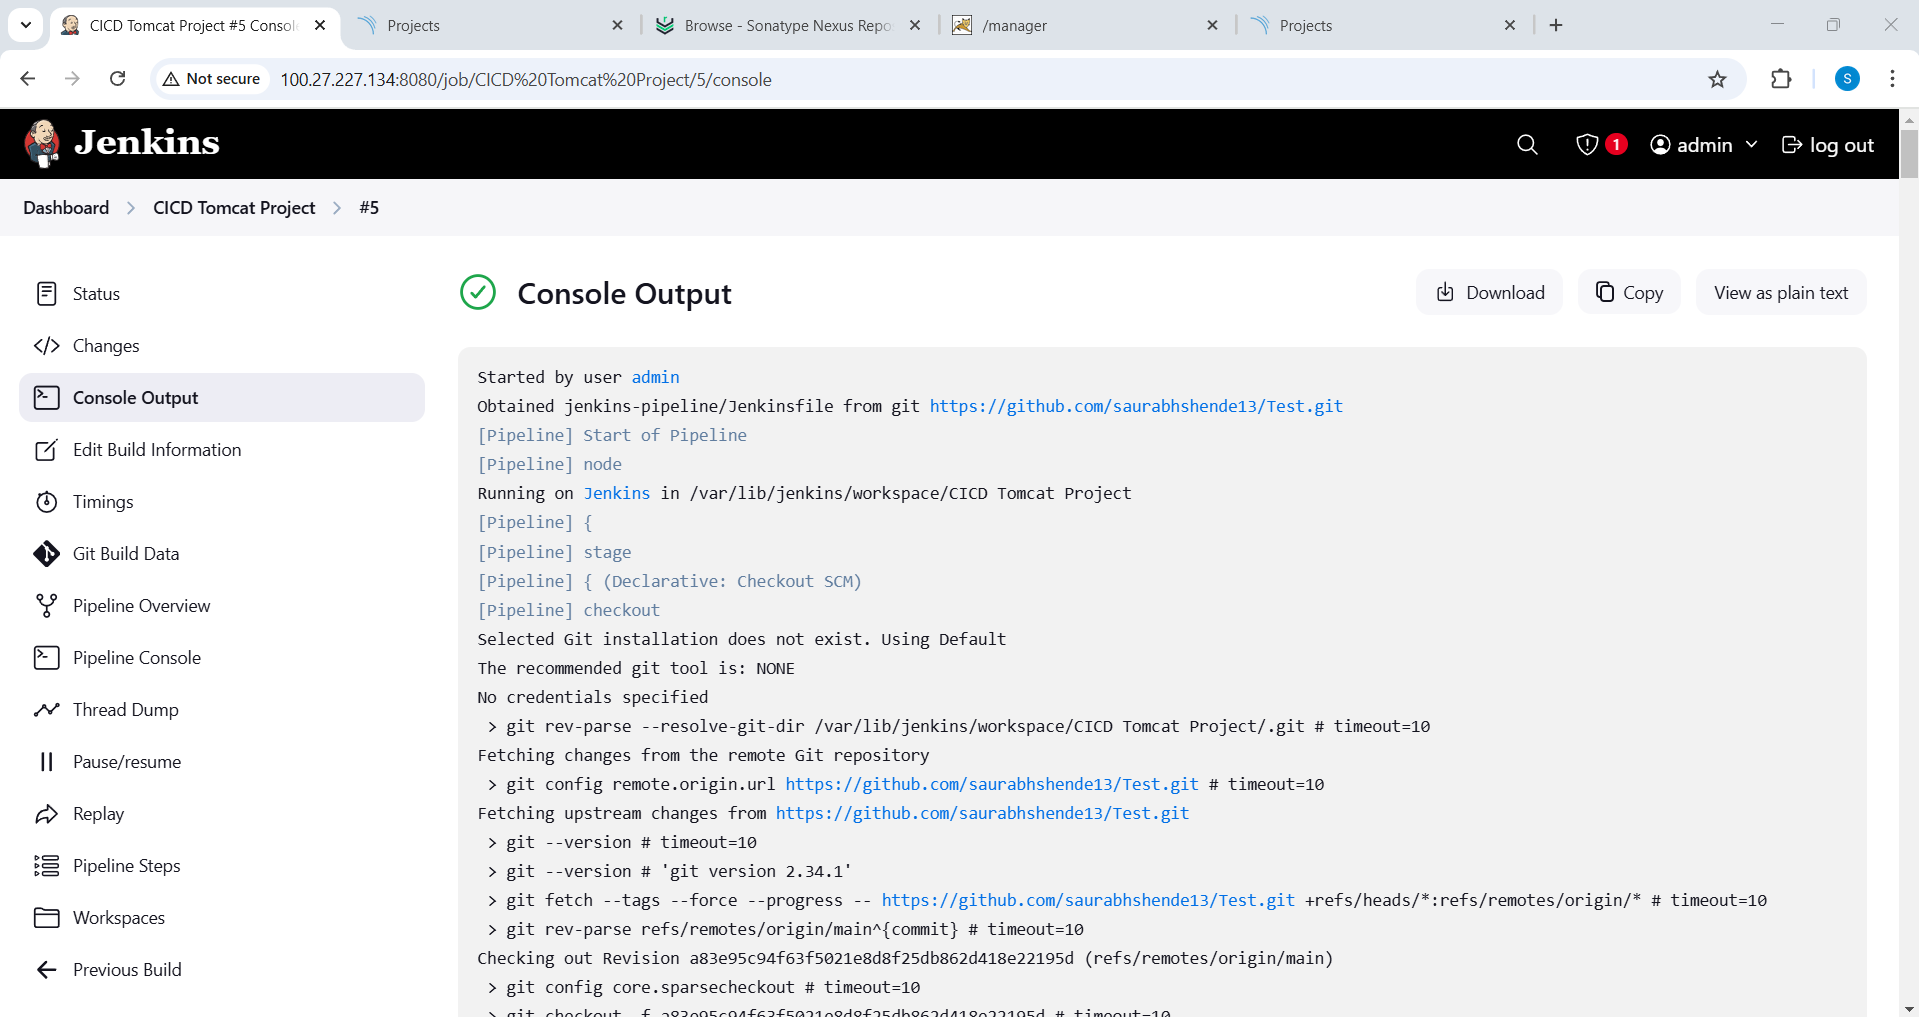 CICD Tomcat Project #5 Consol
Projects
Browse - Sonatype Nexus Repo
/manager
Projects
Not secure
100.27.227.134:8080/job/CICD%20Tomcat%20Project/5/console
S
Jenkins
1
admin
log out
Dashboard
CICD Tomcat Project
#5
Status
Changes
Console Output
Edit Build Information
Timings
Git Build Data
Pipeline Overview
Pipeline Console
Thread Dump
Pause/resume
Replay
Pipeline Steps
Workspaces
Previous Build
Console Output
Download
Copy
View as plain text
Started by user admin
Obtained jenkins-pipeline/Jenkinsfile from git https://github.com/saurabhshende13/Test.git
[Pipeline] Start of Pipeline
[Pipeline] node
Running on Jenkins in /var/lib/jenkins/workspace/CICD Tomcat Project
[Pipeline] {
[Pipeline] stage
[Pipeline] { (Declarative: Checkout SCM)
[Pipeline] checkout
Selected Git installation does not exist. Using Default
The recommended git tool is: NONE
No credentials specified
> git rev-parse --resolve-git-dir /var/lib/jenkins/workspace/CICD Tomcat Project/.git # timeout=10
Fetching changes from the remote Git repository
> git config remote.origin.url https://github.com/saurabhshende13/Test.git # timeout=10
Fetching upstream changes from https://github.com/saurabhshende13/Test.git
> git --version # timeout=10
> git --version # 'git version 2.34.1'
> git fetch --tags --force --progress -- https://github.com/saurabhshende13/Test.git +refs/heads/*:refs/remotes/origin/* # timeout=10
> git rev-parse refs/remotes/origin/main^{commit} # timeout=10
Checking out Revision a83e95c94f63f5021e8d8f25db862d418e22195d (refs/remotes/origin/main)
> git config core.sparsecheckout # timeout=10
> git checkout -f a83e95c94f63f5021e8d8f25db862d418e22195d # timeout=10